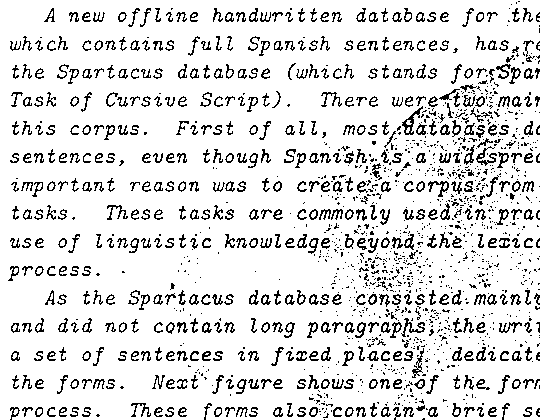 A new offline handwritten database for the
which contains full Spanish sentences, has re
the Spartacus database (which stands for Span
Task of Cursive Script). There were two main
this corpus. First of all, most databases do
sentences, even though Spanish is a widespread
important reason was to create a corpus from
tasks. These tasks are commonly used in prac
use of linguistic knowledge beyond the lexica
process.
As the Spartacus database consisted mainly
and did not contain long paragraphs, the writ
a set of sentences in fixed places, dedicate
the forms. Next figure shows one of the form
process. These forms also contain a brief se